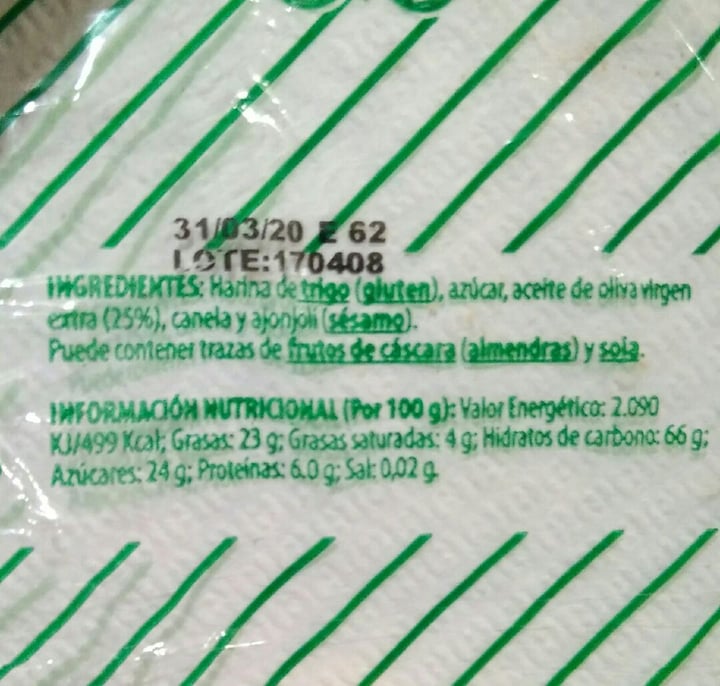 31/03/20 E 62
LOTE:170408
INGREDIENTES: Harina de trigo (gluten), azúcar, aceite de oliva virgen
extra (25%), canela y ajonjolí (sésamo).
Puede contener trazas de frutos de cáscara (almendras) y soja.
INFORMACIÓN NUTRICIONAL (Por 100 g): Valor Energético: 2.090
KJ/499 Kcal; Grasas: 23 g; Grasas saturadas: 4 g; Hidratos de carbono: 66 g;
Azúcares: 24 g; Proteínas: 6.0 g; Sal: 0,02 g.